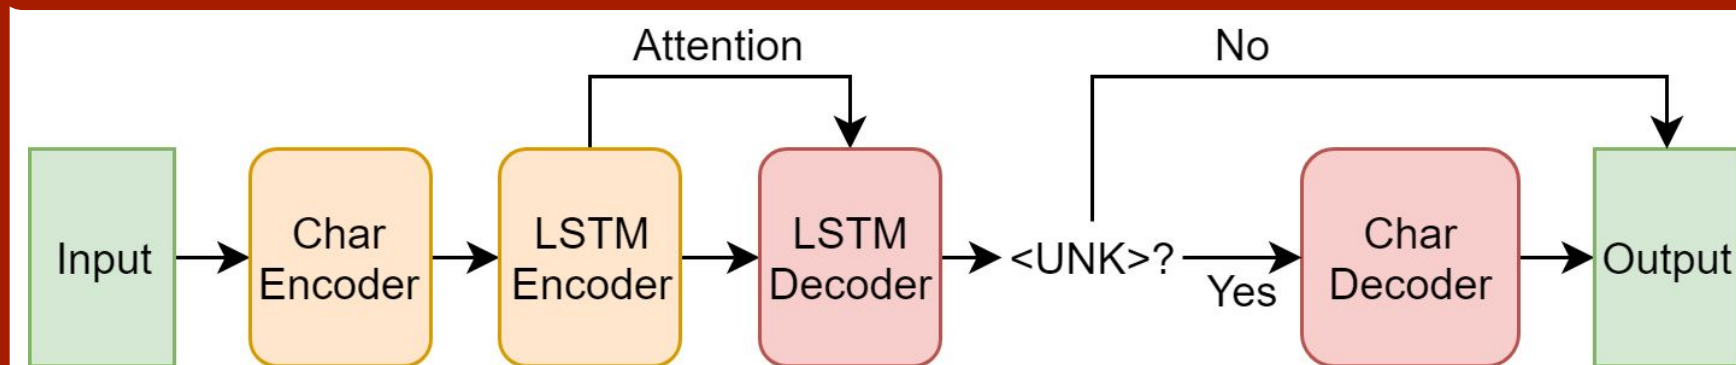 Attention
No
Input
Char
Encoder
LSTM
Encoder
LSTM
Decoder
<UNK>?
Yes
Char
Decoder
Output